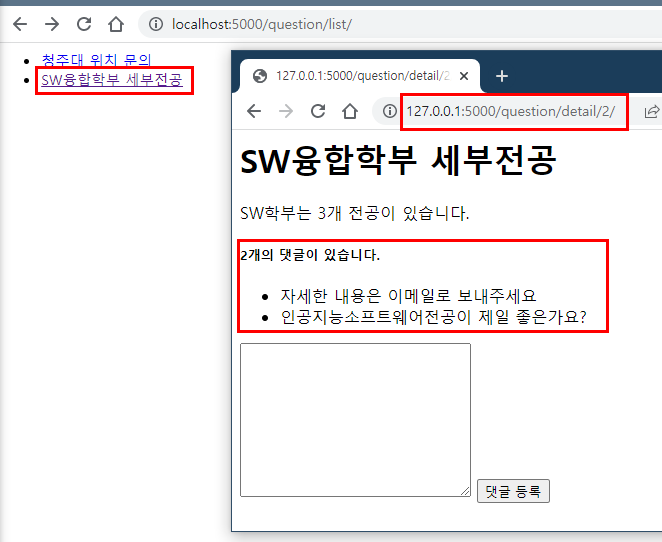 localhost:5000/question/list/
청주대 위치 문의
SW융합학부 세부전공
127.0.0.1:5000/question/detail/2
127.0.0.1:5000/question/detail/2/
SW융합학부 세부전공
SW학부는 3개 전공이 있습니다.
2개의 댓글이 있습니다.
자세한 내용은 이메일로 보내주세요
인공지능소프트웨어전공이 제일 좋은가요?
댓글 등록